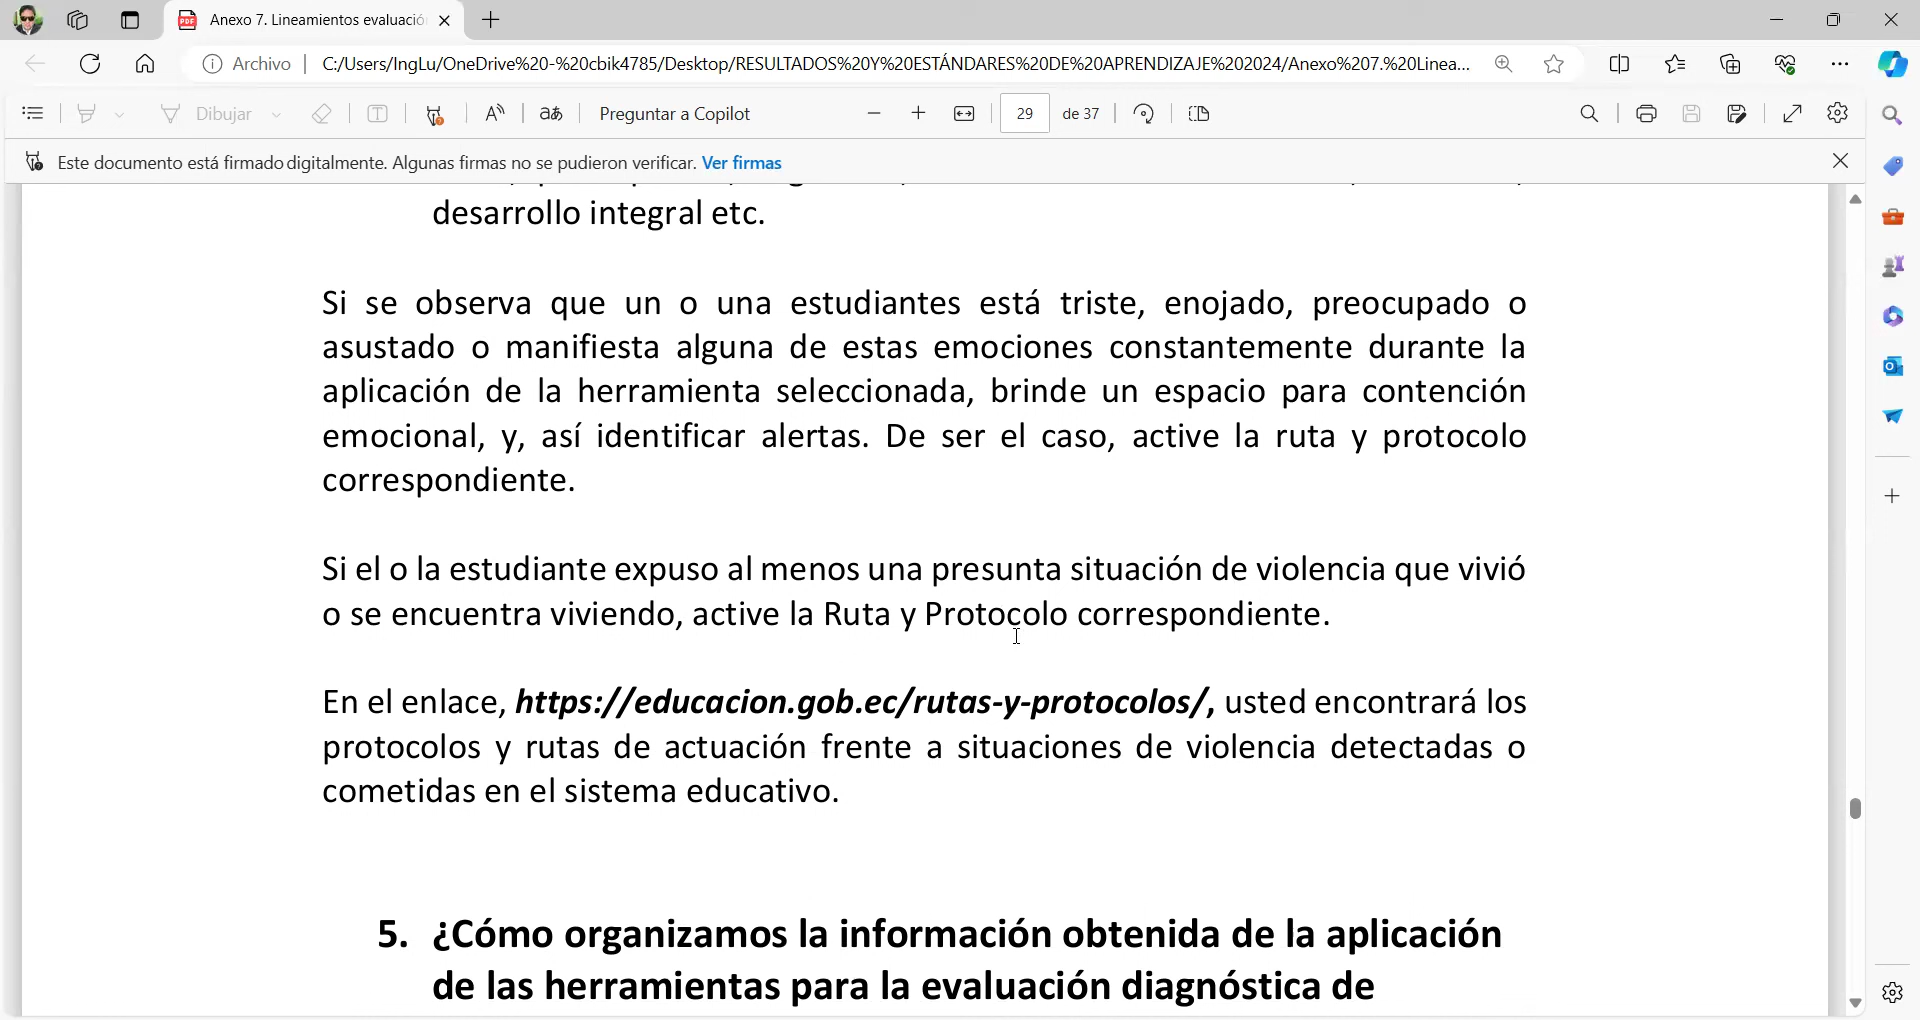 Anexo 7. Lineamientos evaluació
Archivo
C:/Users/IngLu/OneDrive%20-%20cbik4785/Desktop/RESULTADOS%20Y%20ESTÁNDARES%20DE%20APRENDIZAJE%202024/Anexo%207.%20Linea...
Dibujar
Preguntar a Copilot
29 de 37
Este documento está firmado digitalmente. Algunas firmas no se pudieron verificar. Ver firmas
desarrollo integral etc.
Si se observa que un o una estudiantes está triste, enojado, preocupado o
asustado o manifiesta alguna de estas emociones constantemente durante la
aplicación de la herramienta seleccionada, brinde un espacio para contención
emocional, y, así identificar alertas. De ser el caso, active la ruta y protocolo
correspondiente.
Si el o la estudiante expuso al menos una presunta situación de violencia que vivió
o se encuentra viviendo, active la Ruta y Protocolo correspondiente.
En el enlace, https://educacion.gob.ec/rutas-y-protocolos/, usted encontrará los
protocolos y rutas de actuación frente a situaciones de violencia detectadas o
cometidas en el sistema educativo.
5. ¿Cómo organizamos la información obtenida de la aplicación
de las herramientas para la evaluación diagnóstica de